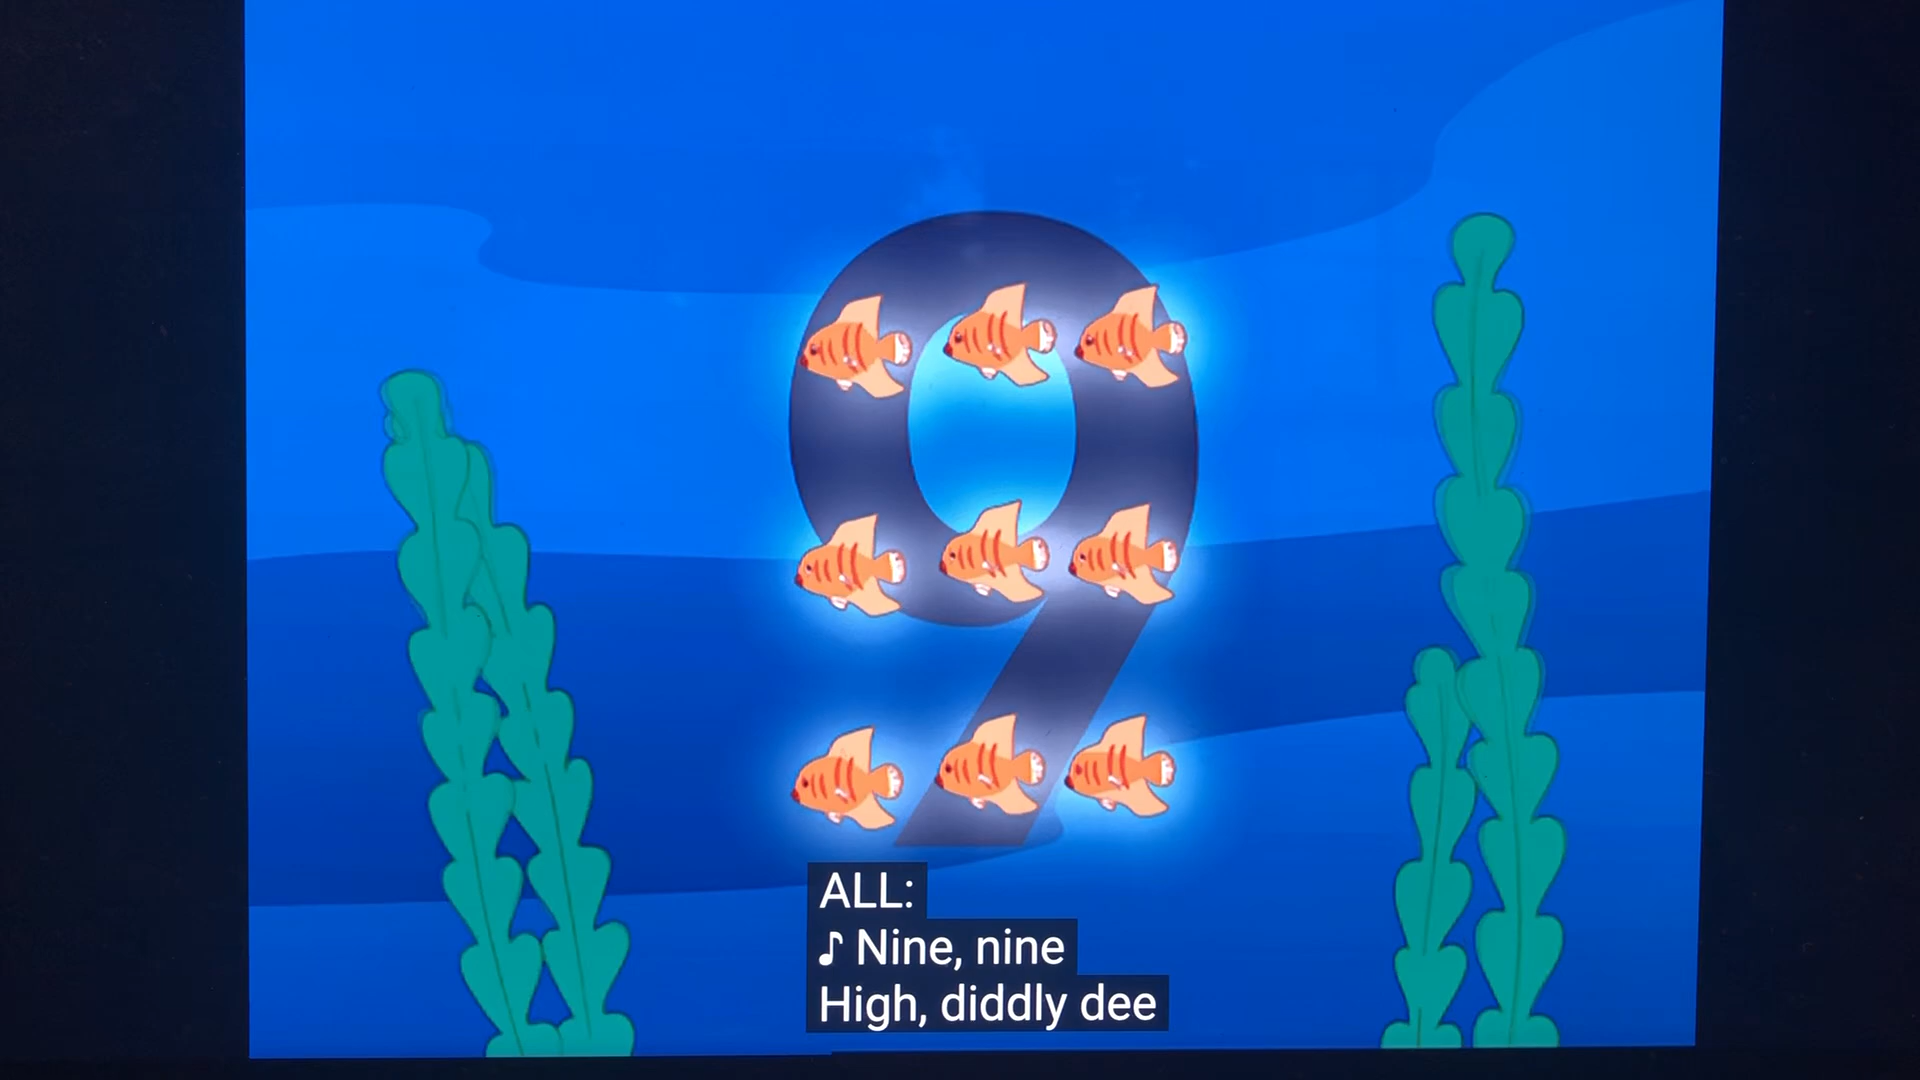 9
ALL:
♪ Nine, nine
High, diddly dee